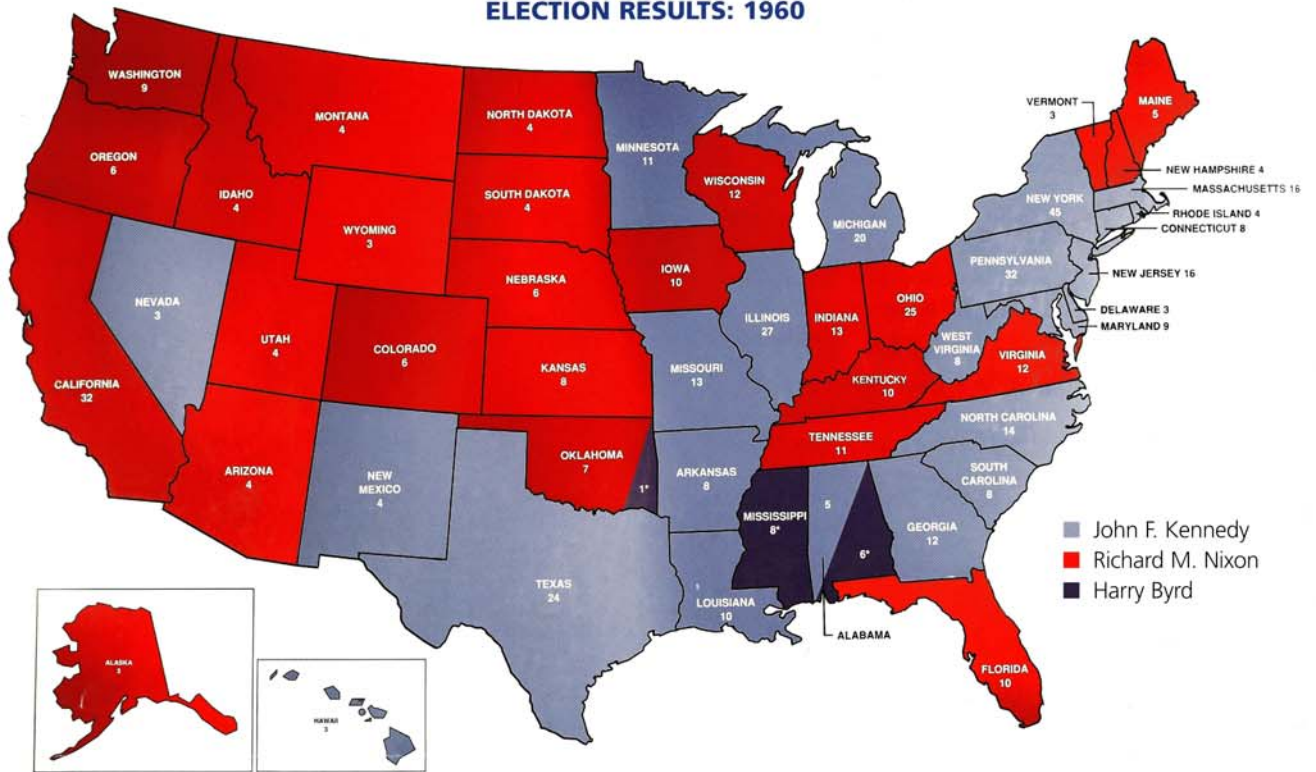 ELECTION RESULTS: 1960
WASHINGTON
9
OREGON
6
CALIFORNIA
32
NEVADA
3
IDAHO
4
MONTANA
4
WYOMING
3
UTAH
4
ARIZONA
4
COLORADO
6
NEW
MEXICO
4
NORTH DAKOTA
4
SOUTH DAKOTA
4
NEBRASKA
6
KANSAS
8
OKLAHOMA
7
1*
TEXAS
24
MINNESOTA
11
IOWA
10
MISSOURI
13
ARKANSAS
8
LOUISIANA
10
WISCONSIN
12
ILLINOIS
27
MICHIGAN
20
INDIANA
13
OHIO
25
KENTUCKY
10
TENNESSEE
11
MISSISSIPPI
8*
5
6*
ALABAMA
GEORGIA
12
FLORIDA
10
SOUTH
CAROLINA
8
NORTH CAROLINA
14
VIRGINIA
12
WEST
VIRGINIA
8
PENNSYLVANIA
32
NEW YORK
45
VERMONT
3
MAINE
5
NEW HAMPSHIRE 4
MASSACHUSETTS 16
RHODE ISLAND 4
CONNECTICUT 8
NEW JERSEY 16
DELAWARE 3
MARYLAND 9
ALASKA
3
HAWAII
3
John F. Kennedy
Richard M. Nixon
Harry Byrd